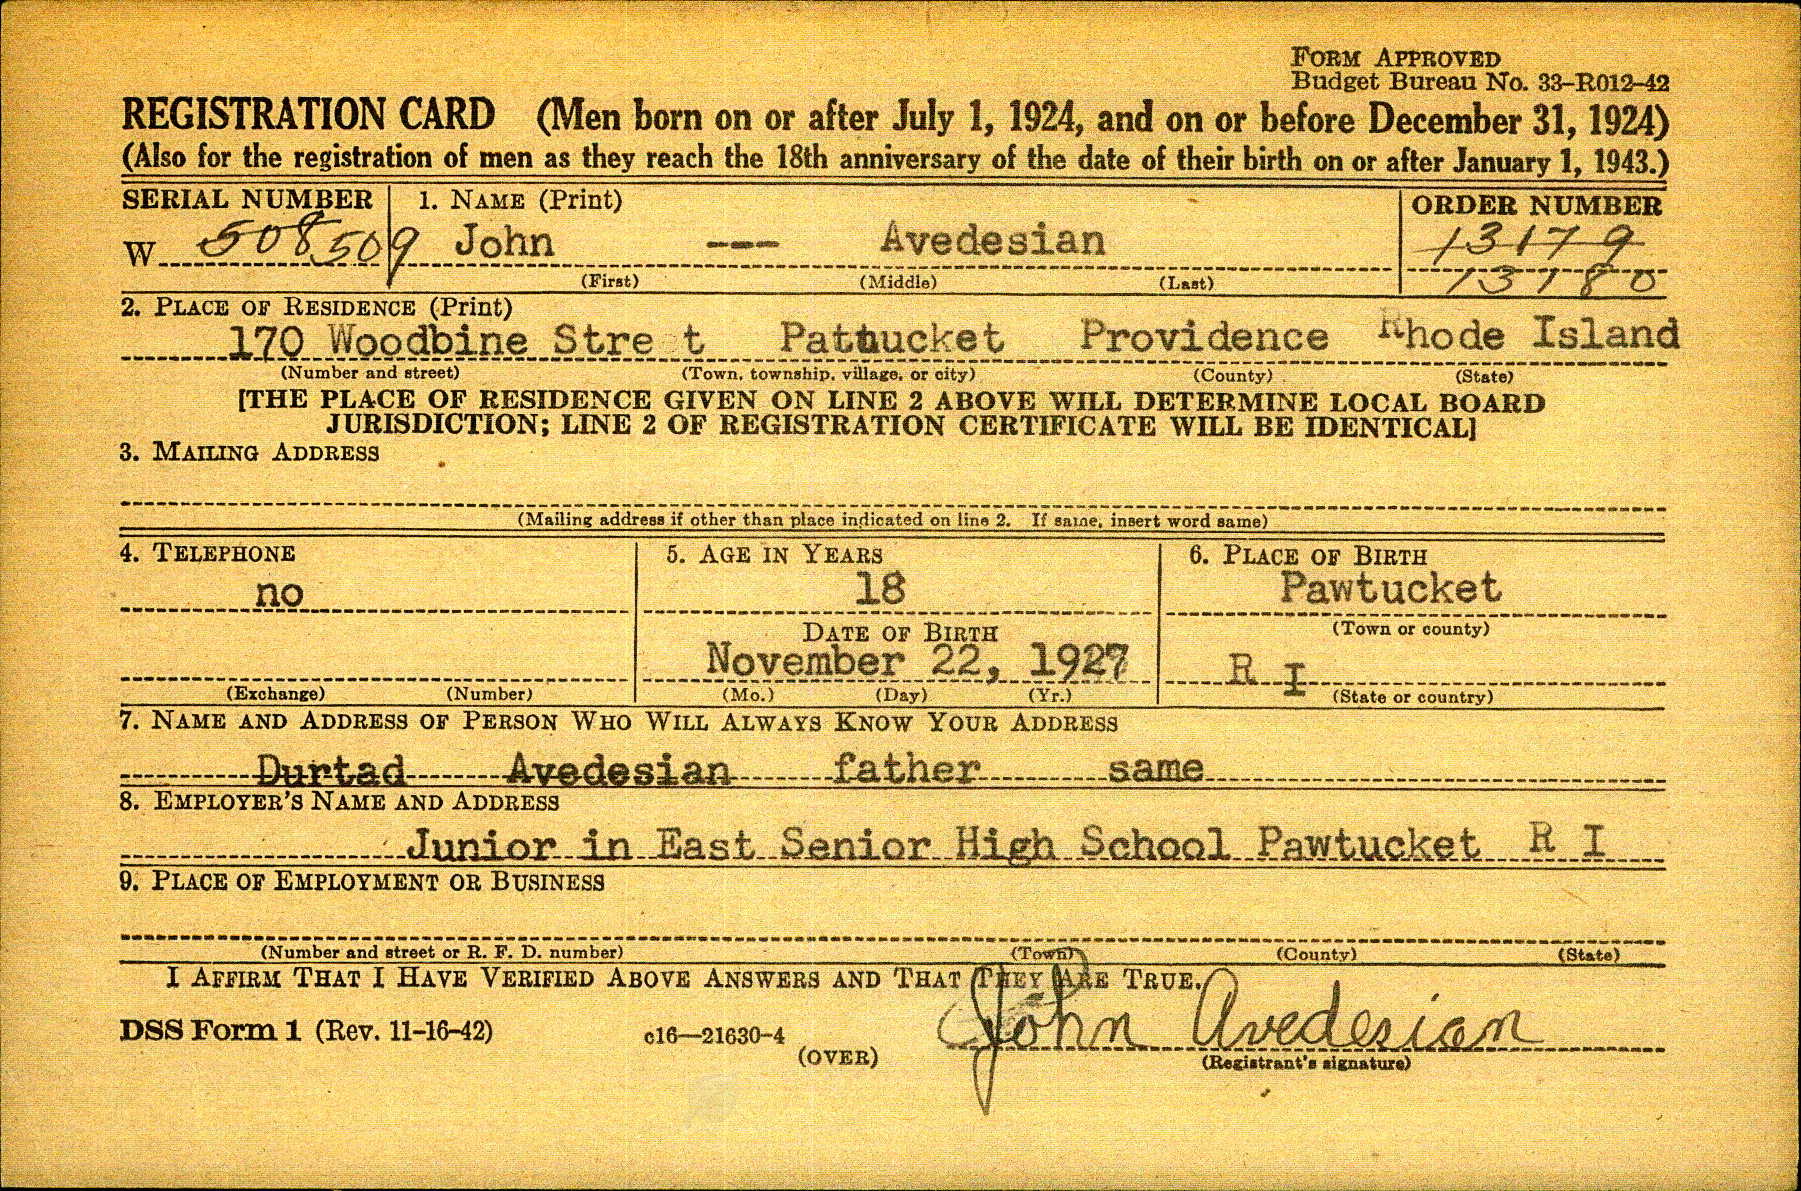 FORM APPROVED
Budget Bureau No. 33–R012–42
REGISTRATION CARD (Men born on or after July 1, 1924, and on or before December 31, 1924)
(Also for the registration of men as they reach the 18th anniversary of the date of their birth on or after January 1, 1943.)
SERIAL NUMBER 1. NAME (Print) ORDER NUMBER
W 508 509 John --- Avedesian 13179
(First) (Middle) (Last) 13180
2. PLACE OF RESIDENCE (Print)
170 Woodbine Stre t Providence Rhode Island
(Number and street) (Town, township, village, or city) (County) (State)
[THE PLACE OF RESIDENCE GIVEN ON LINE 2 ABOVE WILL DETERMINE LOCAL BOARD
JURISDICTION; LINE 2 OF REGISTRATION CERTIFICATE WILL BE IDENTICAL]
3. MAILING ADDRESS
(Mailing address if other than place indicated on line 2. If same, insert word same)
4. TELEPHONE 5. AGE IN YEARS 6. PLACE OF BIRTH
no 18 Pawtucket
DATE OF BIRTH (Town or county)
November 22, 1927 R I
(Exchange) (Number) (Mo.) (Day) (Yr.) (State or country)
7. NAME AND ADDRESS OF PERSON WHO WILL ALWAYS KNOW YOUR ADDRESS
Durtad Avedesian father same
8. EMPLOYER'S NAME AND ADDRESS
Junior in East Senior High School Pawtucket R I
9. PLACE OF EMPLOYMENT OR BUSINESS
(Number and street or R. F. D. number) (Town) (County) (State)
I AFFIRM THAT I HAVE VERIFIED ABOVE ANSWERS AND THAT THEY ARE TRUE.
DSS Form 1 (Rev. 11–16–42) c16—21630–4 John Avedesian
(OVER) (Registrant's signature)